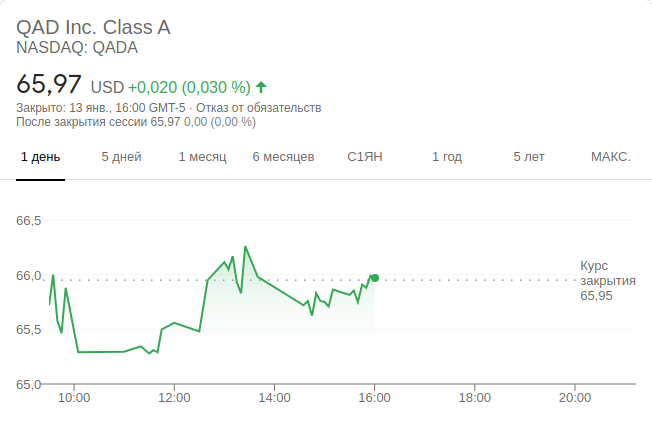 QAD Inc. Class A
NASDAQ: QADA
65,97 USD +0,020 (0,030 %)
Закрыто: 13 янв., 16:00 GMT-5 · Отказ от обязательств
После закрытия сессии 65,97 0,00 (0,00 %)
1 день 5 дней 1 месяц 6 месяцев С1ЯН 1 год 5 лет МАКС.
66,5
66,0
65,5
65,0
Курс
закрытия
65,95
10:00 12:00 14:00 16:00 18:00 20:00